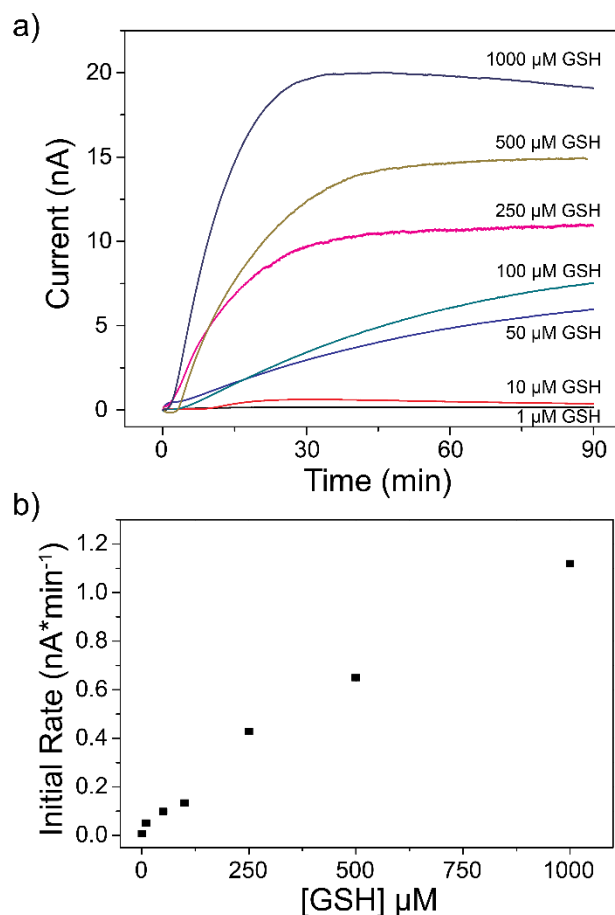 a)
20
15
10
5
0
Current (nA)
1000 µM GSH
500 µM GSH
250 µM GSH
100 µM GSH
50 µM GSH
10 µM GSH
1 µM GSH
0 30 60 90
Time (min)
b)
1.2
1.0
0.8
0.6
0.4
0.2
0.0
Initial Rate (nA*min⁻¹)
0 250 500 750 1000
[GSH] µM